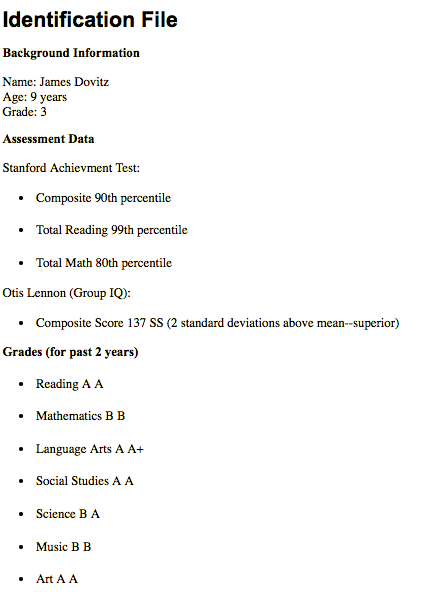 Identification File
Background Information
Name: James Dovitz
Age: 9 years
Grade: 3
Assessment Data
Stanford Achievment Test:
• Composite 90th percentile
• Total Reading 99th percentile
• Total Math 80th percentile
Otis Lennon (Group IQ):
• Composite Score 137 SS (2 standard deviations above mean--superior)
Grades (for past 2 years)
• Reading A A
• Mathematics B B
• Language Arts A A+
• Social Studies A A
• Science B A
• Music B B
• Art A A